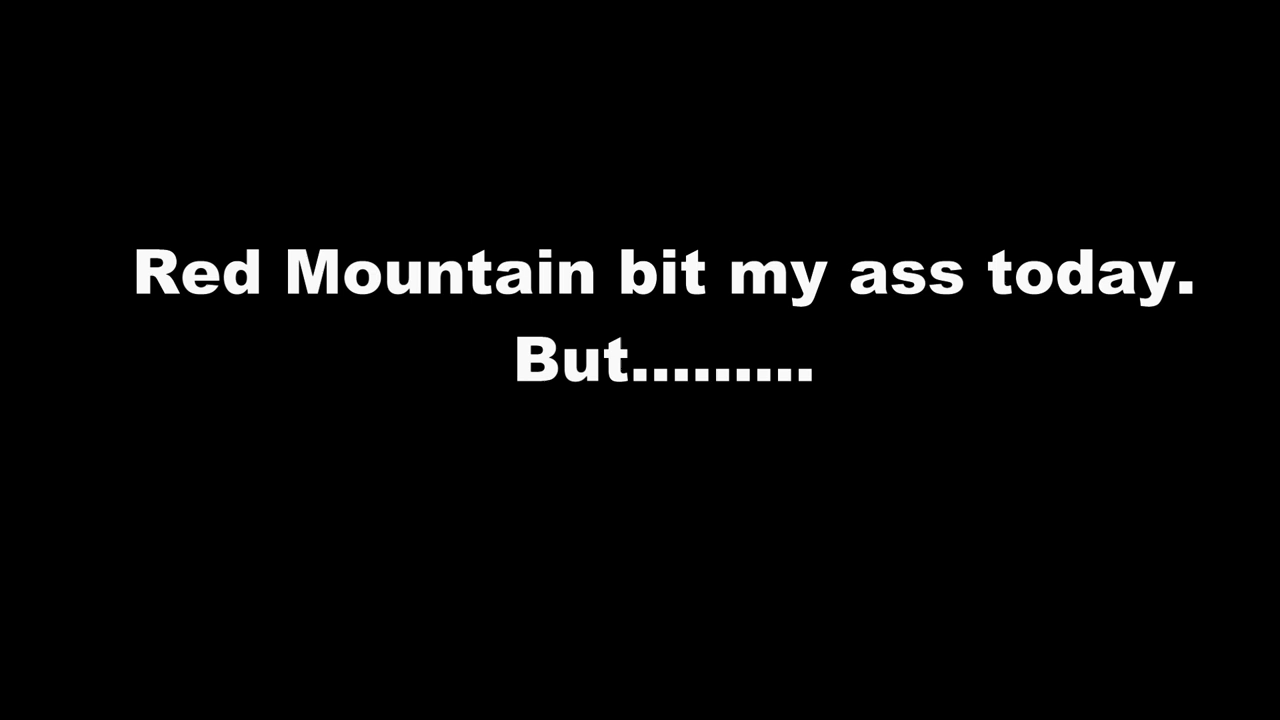 Red Mountain bit my ass today.
But.........